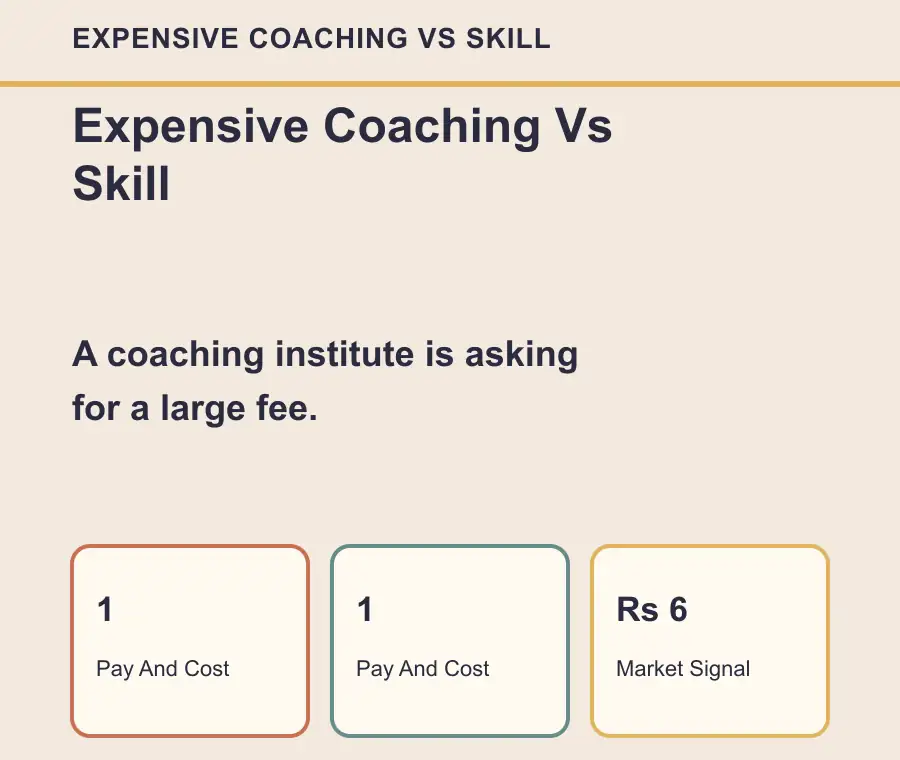 EXPENSIVE COACHING VS SKILL
Expensive Coaching Vs
Skill
A coaching institute is asking
for a large fee.
1
Pay And Cost
1
Pay And Cost
Rs 6
Market Signal